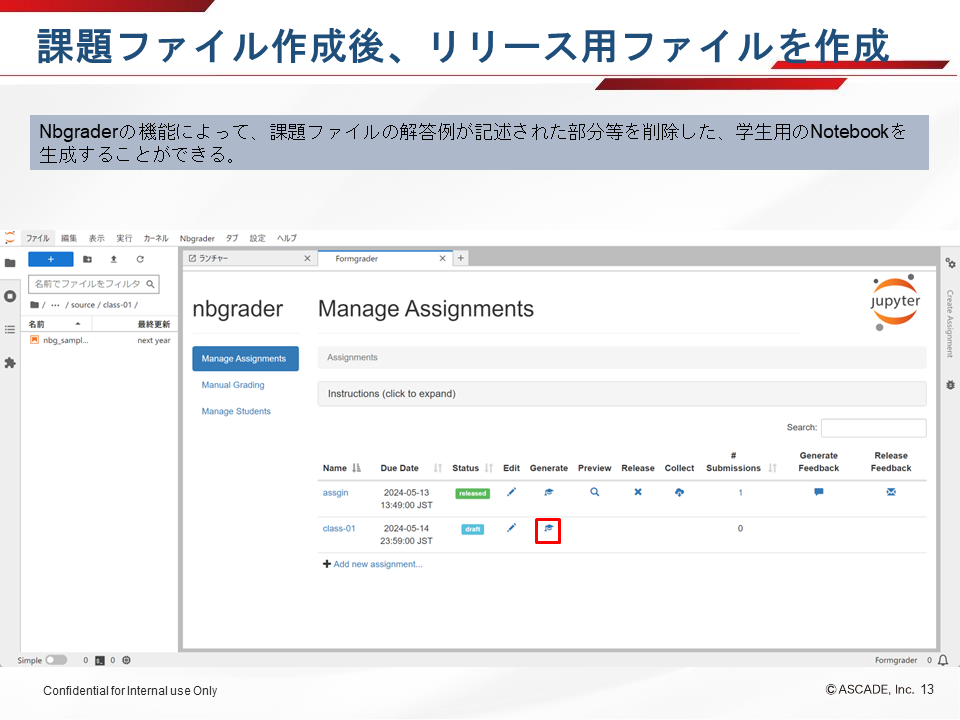 課題ファイル作成後、リリース用ファイルを作成
Nbgraderの機能によって、課題ファイルの解答例が記述された部分等を削除した、学生用のNotebookを
生成することができる。
ファイル 編集 表示 実行 カーネル Nbgrader タブ 設定 ヘルプ
ランチャー
Formgrader
名前でファイルをフィルタ
/ ··· / source / class-01 /
名前 最終更新
nbg_sampl... next year
nbgrader
Manage Assignments
Manual Grading
Manage Students
Manage Assignments
jupyter
Assignments
Instructions (click to expand)
Search:
Name Due Date Status Edit Generate Preview Release Collect # Submissions Generate Feedback Release Feedback
assgin 2024-05-13 13:49:00 JST released 1
class-01 2024-05-14 23:59:00 JST draft 0
Add new assignment...
Create Assignment
Simple 0 0 Formgrader 0
Confidential for Internal use Only
© ASCADE, Inc. 13